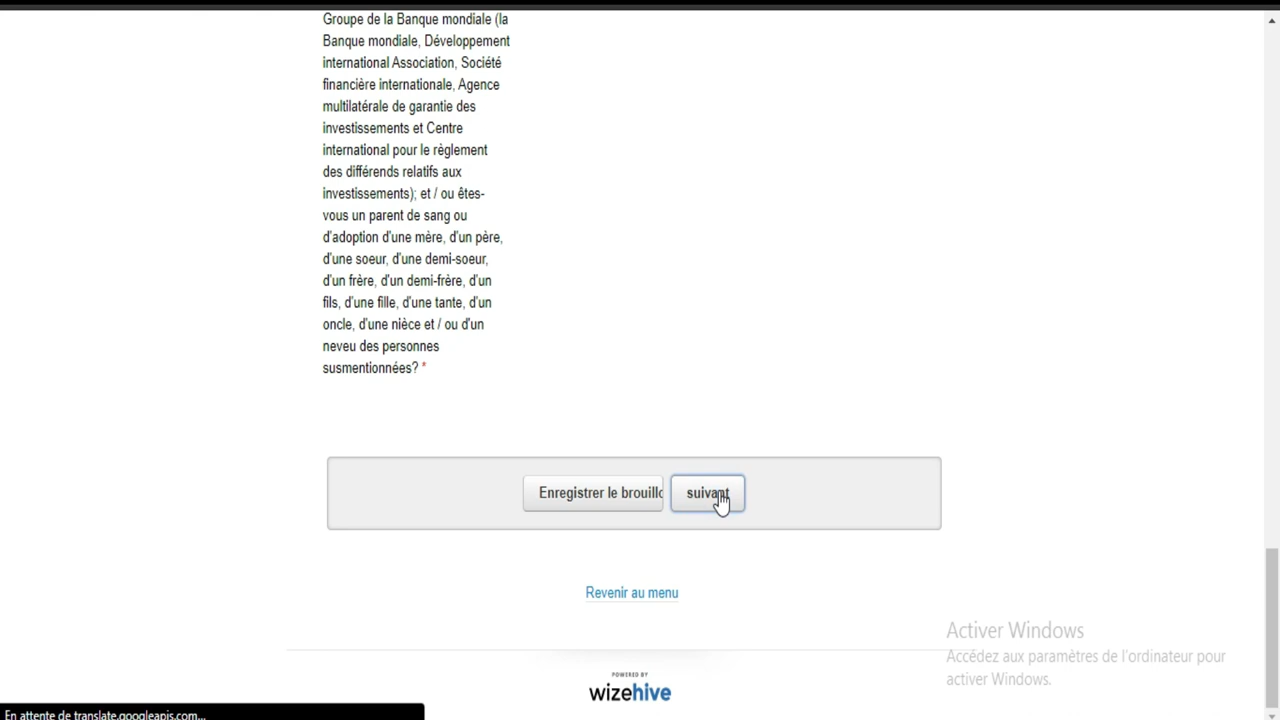 Groupe de la Banque mondiale (la
Banque mondiale, Développement
international Association, Société
financière internationale, Agence
multilatérale de garantie des
investissements et Centre
international pour le règlement
des différends relatifs aux
investissements); et / ou êtes-
vous un parent de sang ou
d'adoption d'une mère, d'un père,
d'une soeur, d'une demi-soeur,
d'un frère, d'un demi-frère, d'un
fils, d'une fille, d'une tante, d'un
oncle, d'une nièce et / ou d'un
neveu des personnes
susmentionnées? *
Enregistrer le brouillo
suivant
Revenir au menu
Activer Windows
Accédez aux paramètres de l'ordinateur pour
activer Windows.
POWERED BY
wizehive
En attente de translate.googleapis.com...